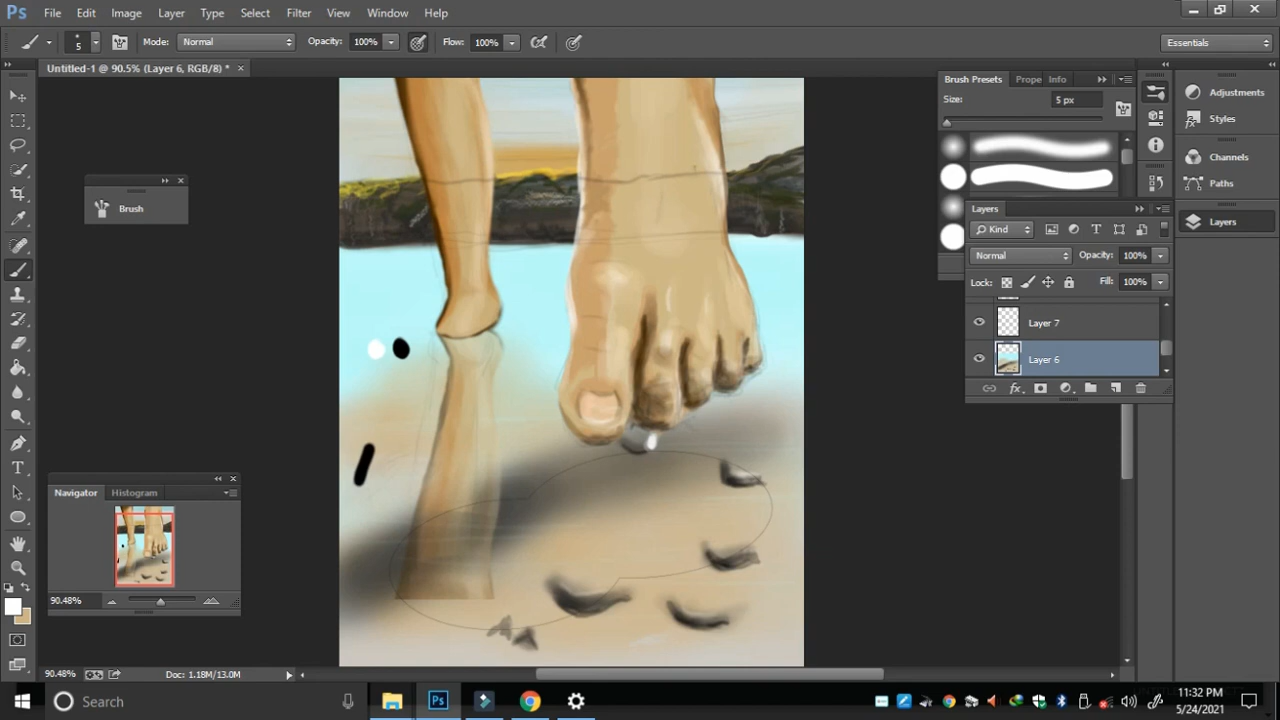 Ps File Edit Image Layer Type Select Filter View Window Help
5 Mode: Normal Opacity: 100% Flow: 100% Essentials
Untitled-1 @ 90.5% (Layer 6, RGB/8) * ×
Brush Presets Prope Info
Size: 5 px
Adjustments
Styles
Channels
Paths
Layers
Brush
Layers
Kind
Normal Opacity: 100%
Lock: Fill: 100%
Layer 7
Layer 6
fx
Navigator Histogram
90.48%
90.48% Doc: 1.18M/13.0M
Search
Ps
11:32 PM
5/24/2021